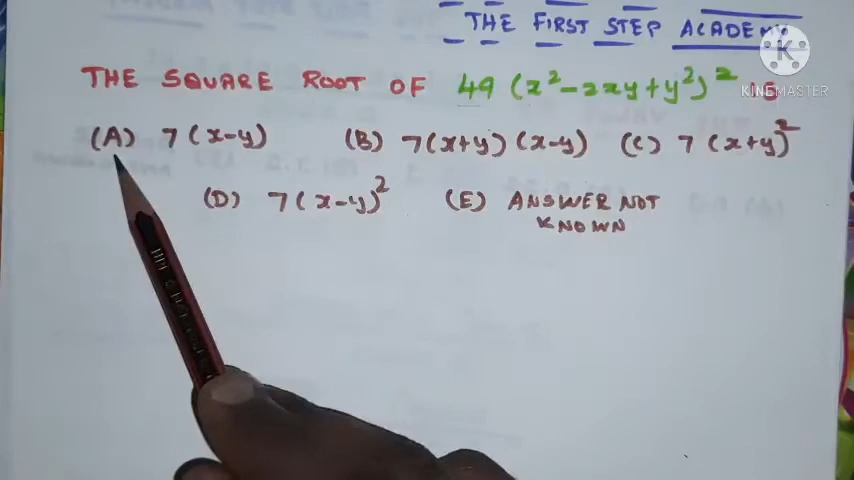 THE FIRST STEP ACADEMY
KINEMASTER
THE SQUARE ROOT OF 49 (x²-2xy+y²)² IS
(A) 7(x-y) (B) 7(x+y)(x-y) (C) 7(x+y)²
(D) 7(x-y)² (E) ANSWER NOT
KNOWN